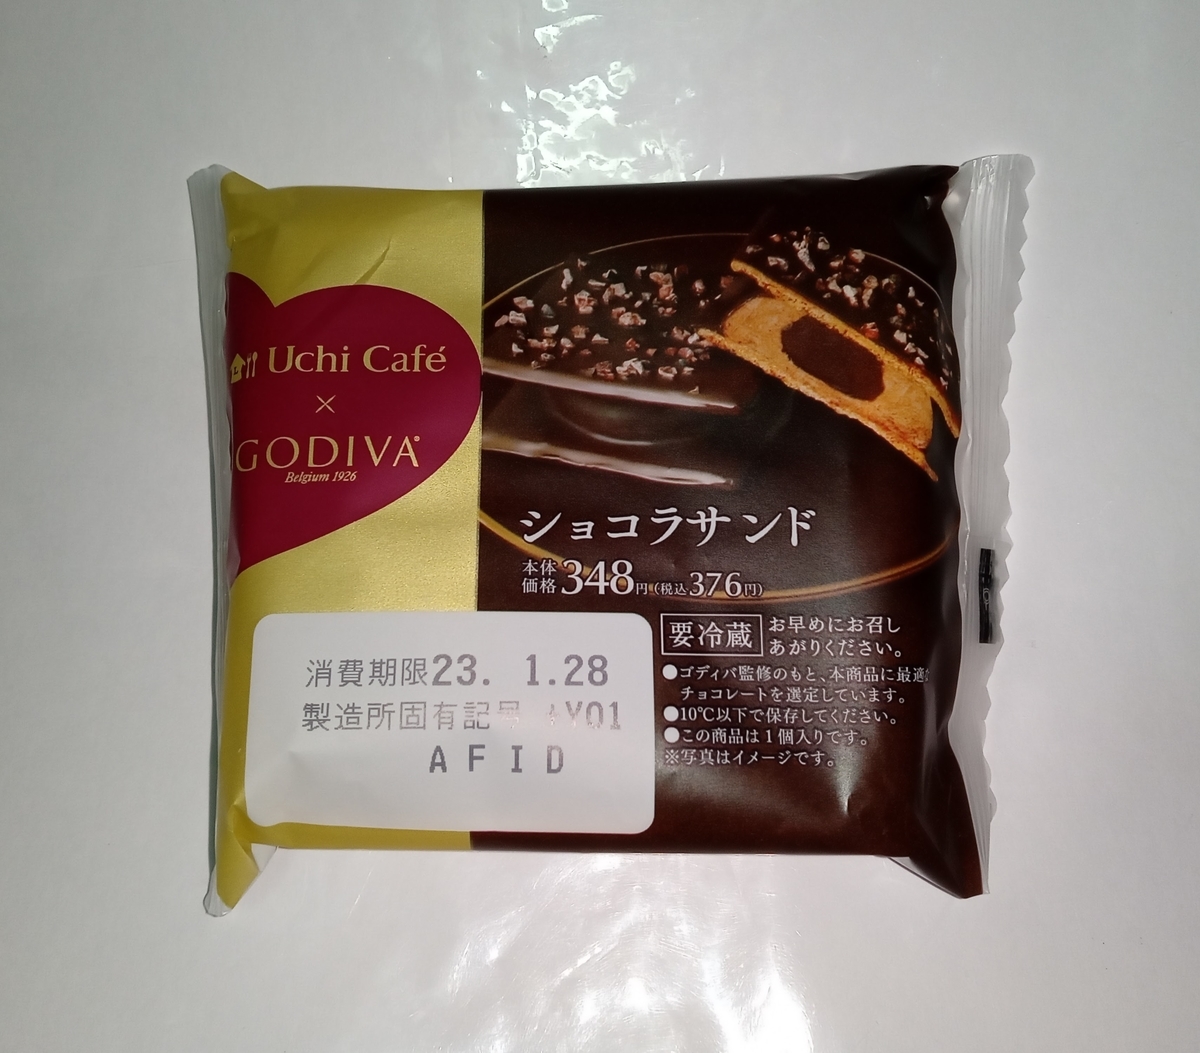 Uchi Café
×
GODIVA
Belgium 1926
ショコラサンド
本体価格348円(税込376円)
要冷蔵 お早めにお召し
あがりください。
●ゴディバ監修のもと、本商品に最適
チョコレートを選定しています。
●10℃以下で保存してください。
●この商品は1個入りです。
※写真はイメージです。
消費期限23. 1.28
製造所固有記号 +Y01
AFID